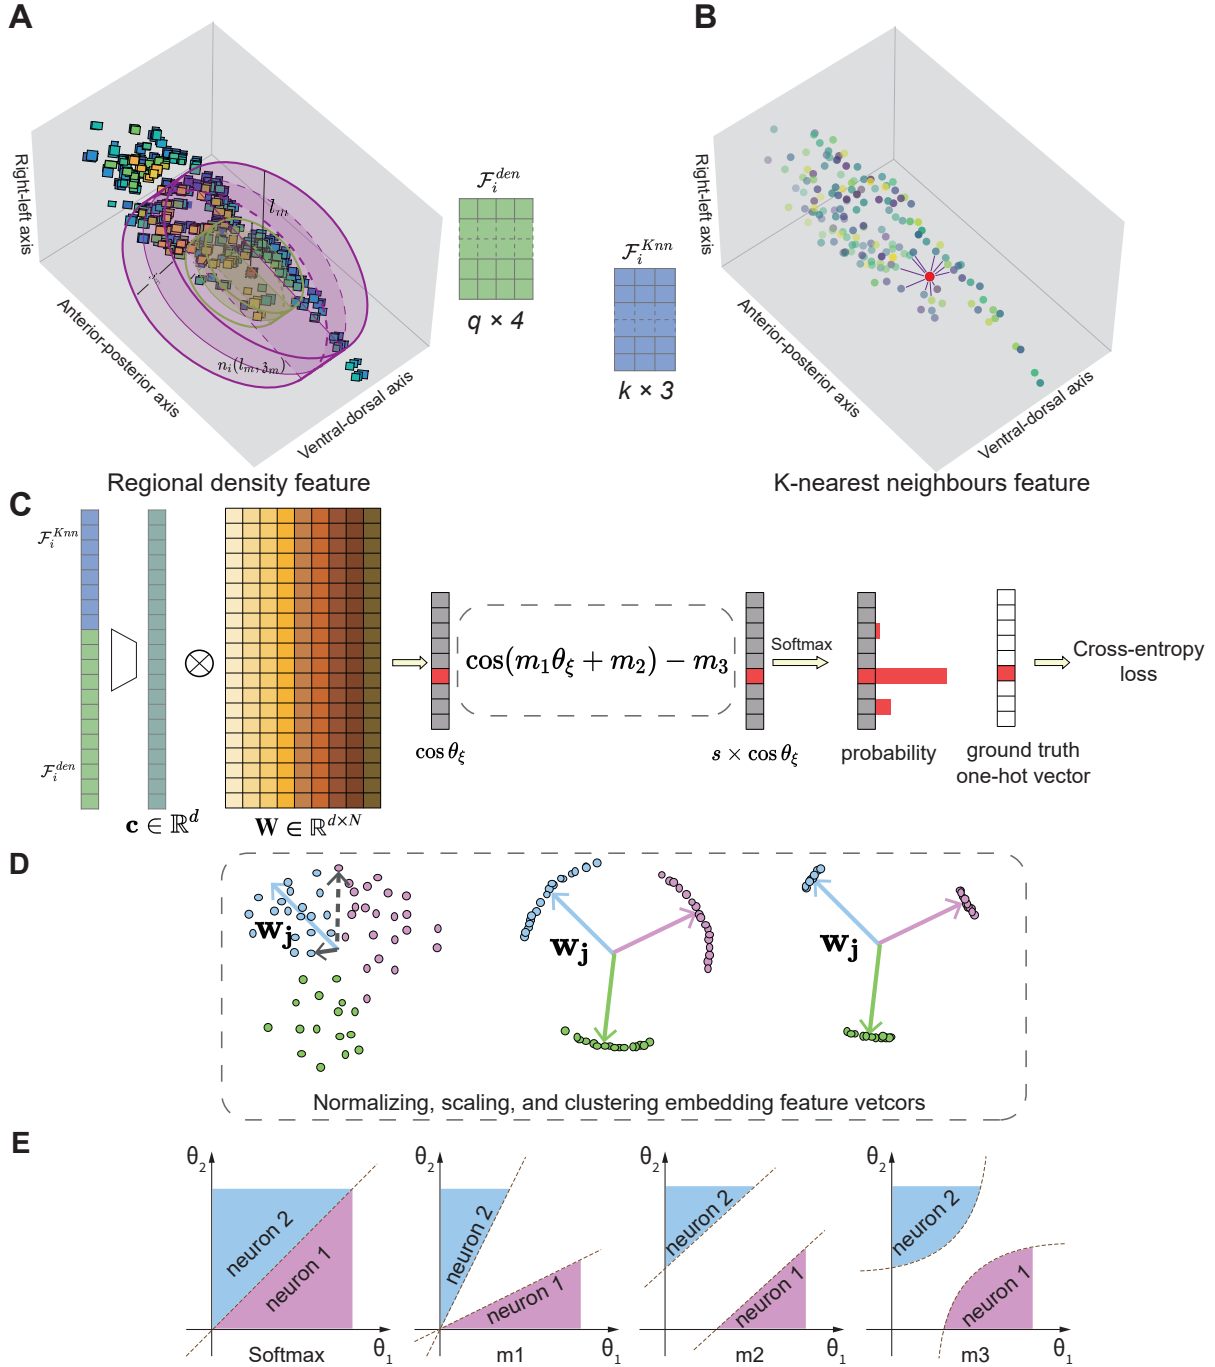 A
B
Right-left axis
Anterior-posterior axis
Ventral-dorsal axis
l_m
n_i(l_m, 𝔷_m)
ℱ_i^{den}
q × 4
ℱ_i^{Knn}
k × 3
Right-left axis
Anterior-posterior axis
Ventral-dorsal axis
Regional density feature
K-nearest neighbours feature
C
ℱ_i^{Knn}
ℱ_i^{den}
c ∈ ℝ^d
W ∈ ℝ^{d×N}
cos θ_ξ
cos(m_1θ_ξ + m_2) − m_3
s × cos θ_ξ
Softmax
probability
ground truth
one-hot vector
Cross-entropy
loss
D
w_j
w_j
w_j
Normalizing, scaling, and clustering embedding feature vetcors
E
θ_2
neuron 2
neuron 1
θ_1
Softmax
θ_2
neuron 2
neuron 1
θ_1
m1
θ_2
neuron 2
neuron 1
θ_1
m2
θ_2
neuron 2
neuron 1
θ_1
m3